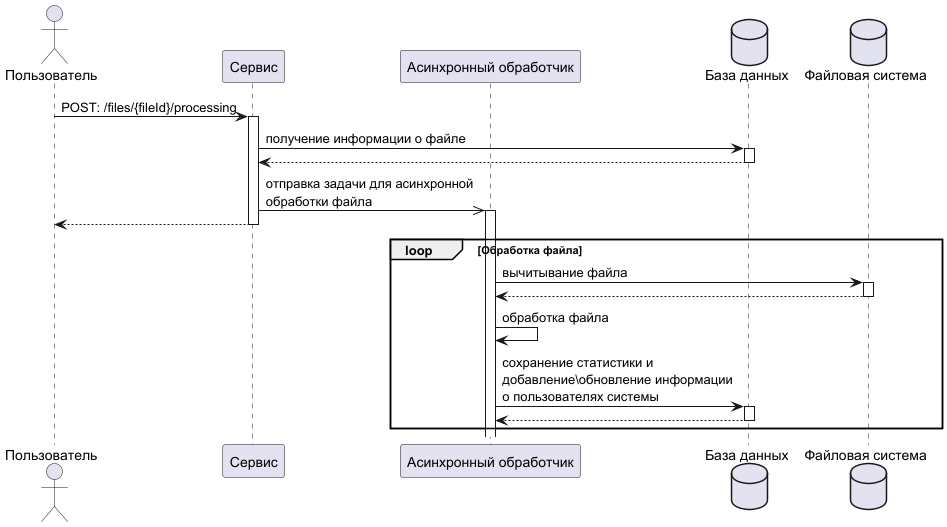 Пользователь
Сервис
Асинхронный обработчик
База данных
Файловая система
POST: /files/{fileId}/processing
получение информации о файле
отправка задачи для асинхронной
обработки файла
loop
[Обработка файла]
вычитывание файла
обработка файла
сохранение статистики и
добавление\обновление информации
о пользователях системы
Пользователь
Сервис
Асинхронный обработчик
База данных
Файловая система